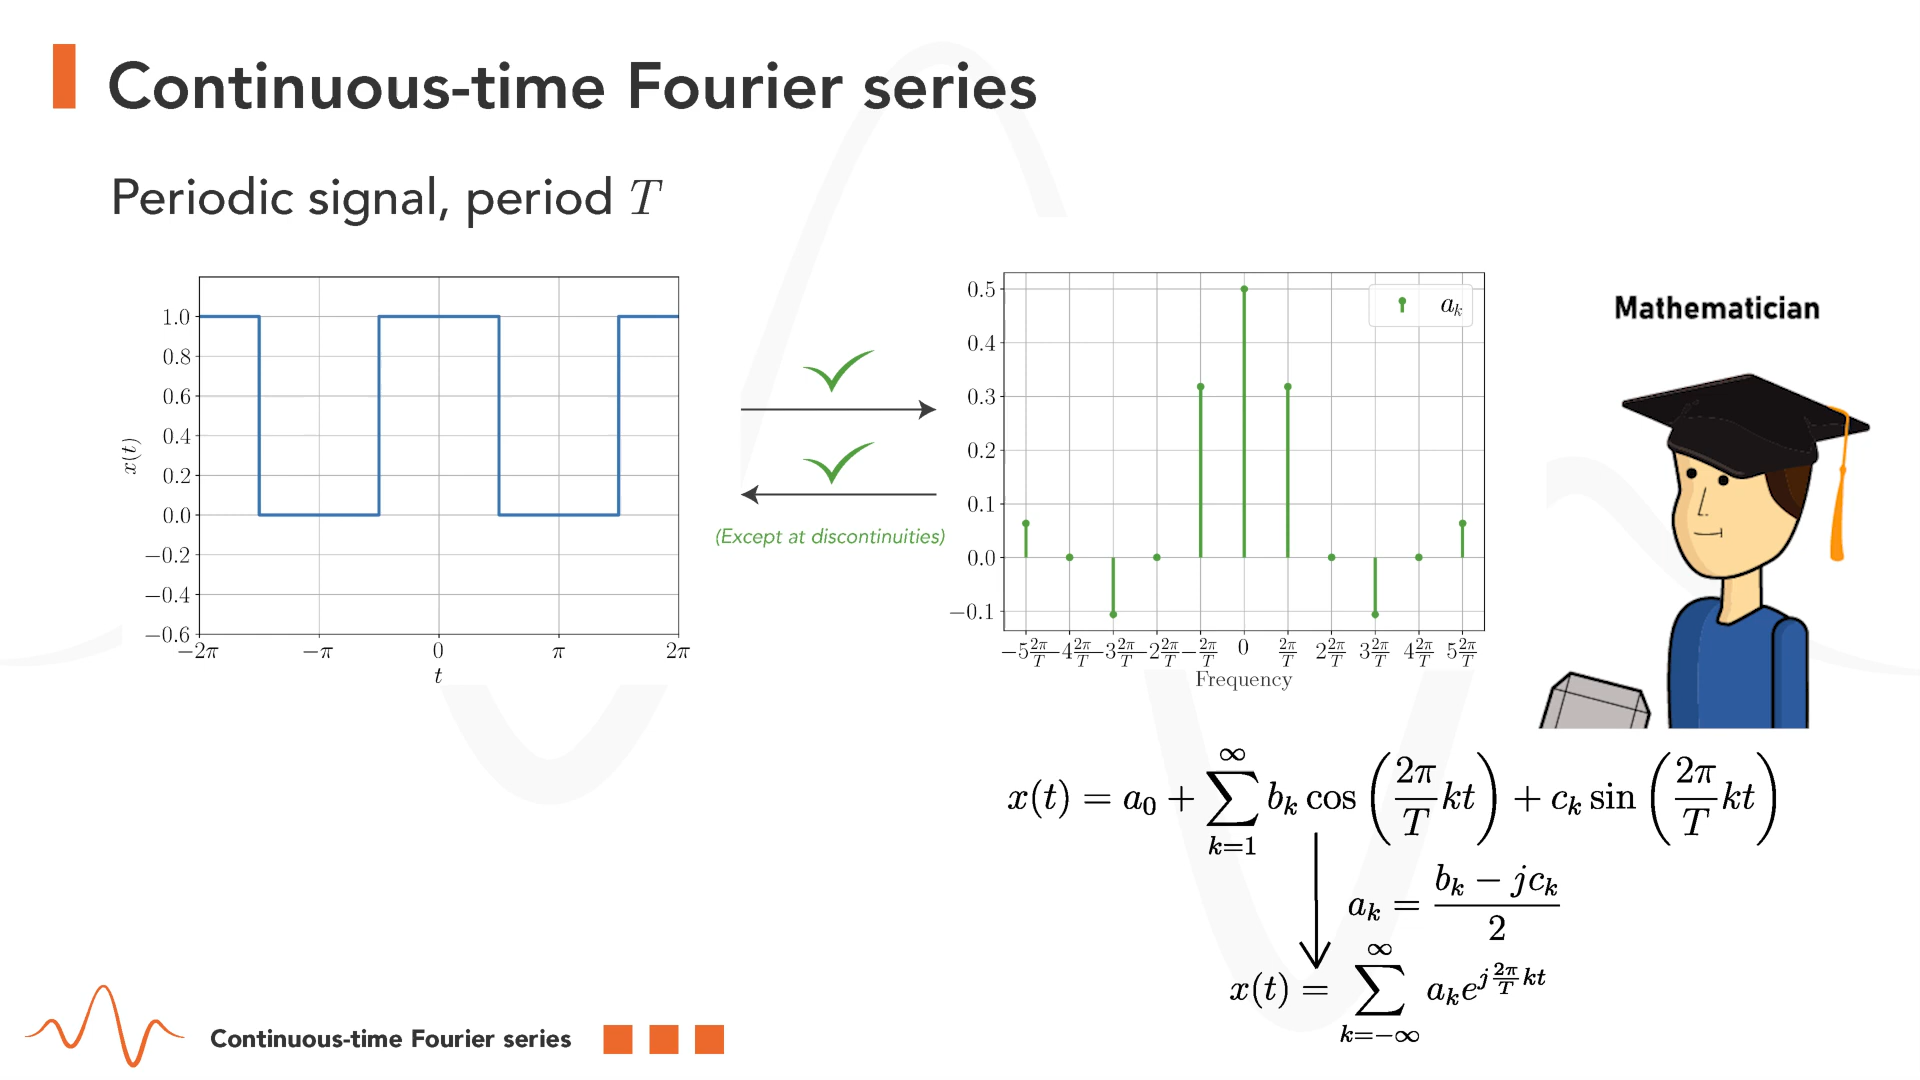 Continuous-time Fourier series
Periodic signal, period T
1.0
0.8
0.6
0.4
0.2
0.0
−0.2
−0.4
−0.6
x(t)
−2π −π 0 π 2π
t
(Except at discontinuities)
0.5
0.4
0.3
0.2
0.1
0.0
−0.1
a_k
−5 2π/T −4 2π/T −3 2π/T −2 2π/T − 2π/T 0 2π/T 2 2π/T 3 2π/T 4 2π/T 5 2π/T
Frequency
Mathematician
x(t) = a_0 + ∑_{k=1}^{∞} b_k cos(2π/T kt) + c_k sin(2π/T kt)
a_k = (b_k − jc_k)/2
x(t) = ∑_{k=−∞}^{∞} a_k e^{j 2π/T kt}
Continuous-time Fourier series